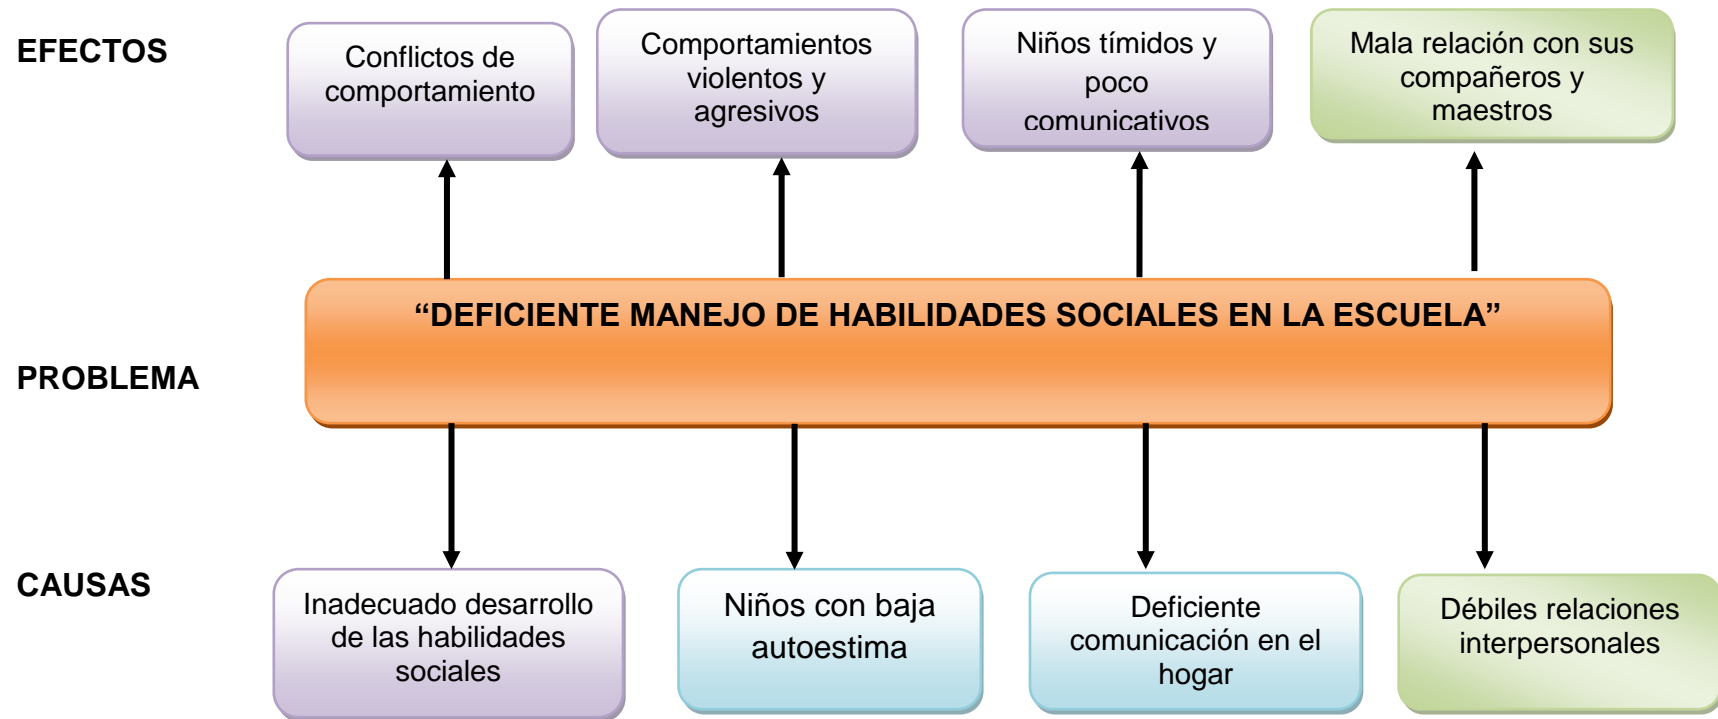 EFECTOS
Conflictos de
comportamiento
Comportamientos
violentos y
agresivos
Niños tímidos y
poco
comunicativos
Mala relación con sus
compañeros y
maestros
“DEFICIENTE MANEJO DE HABILIDADES SOCIALES EN LA ESCUELA”
PROBLEMA
CAUSAS
Inadecuado desarrollo
de las habilidades
sociales
Niños con baja
autoestima
Deficiente
comunicación en el
hogar
Débiles relaciones
interpersonales